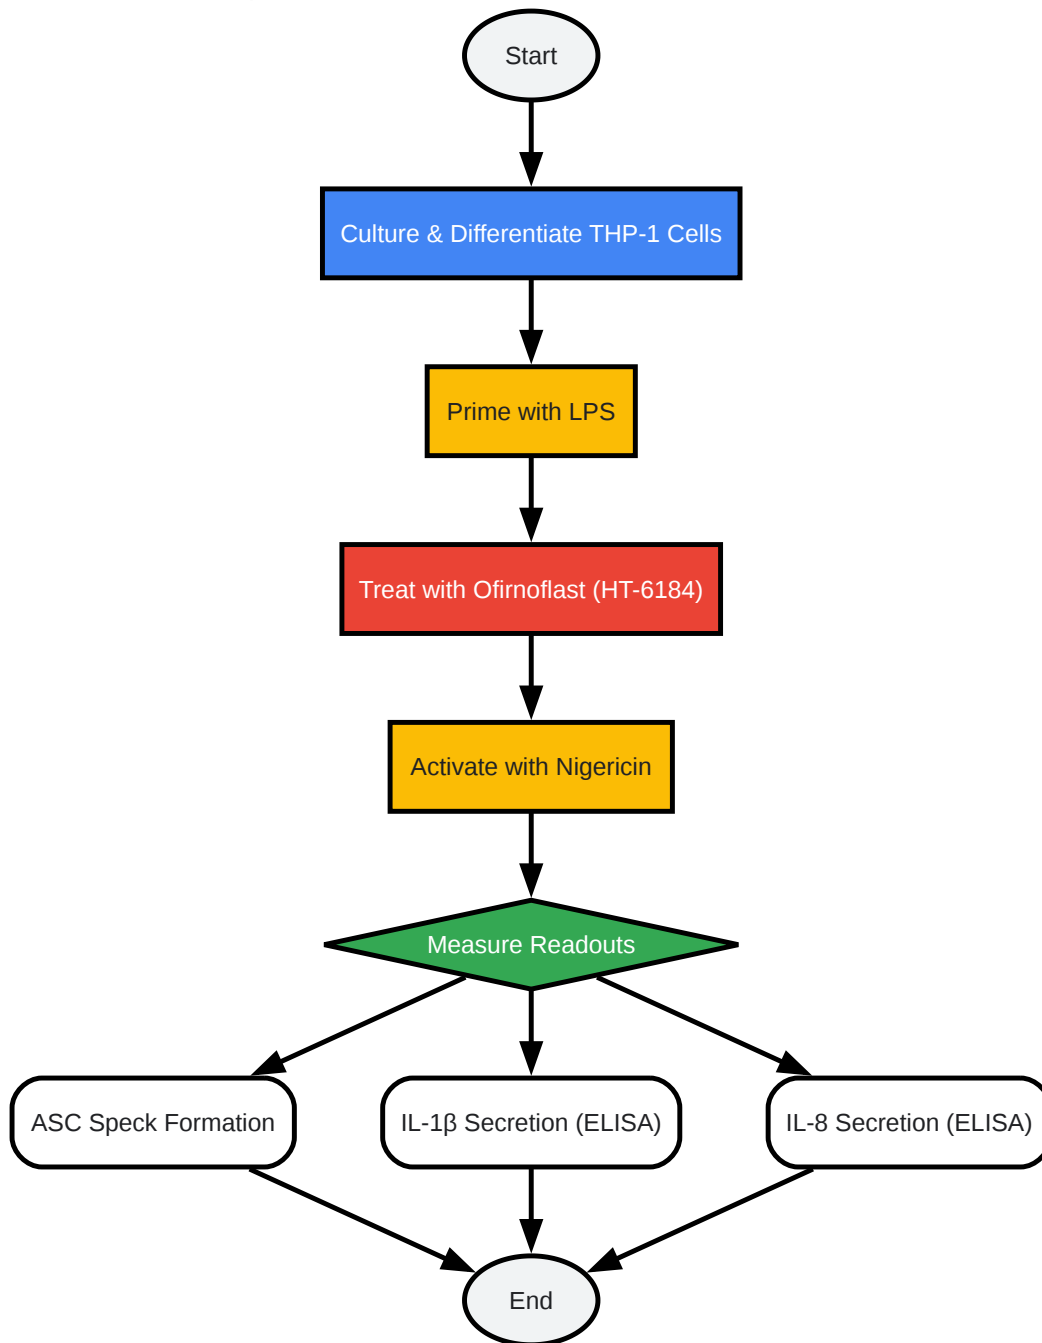 Start
Culture & Differentiate THP-1 Cells
Prime with LPS
Treat with Ofirnoflast (HT-6184)
Activate with Nigericin
Measure Readouts
ASC Speck Formation
IL-1β Secretion (ELISA)
IL-8 Secretion (ELISA)
End